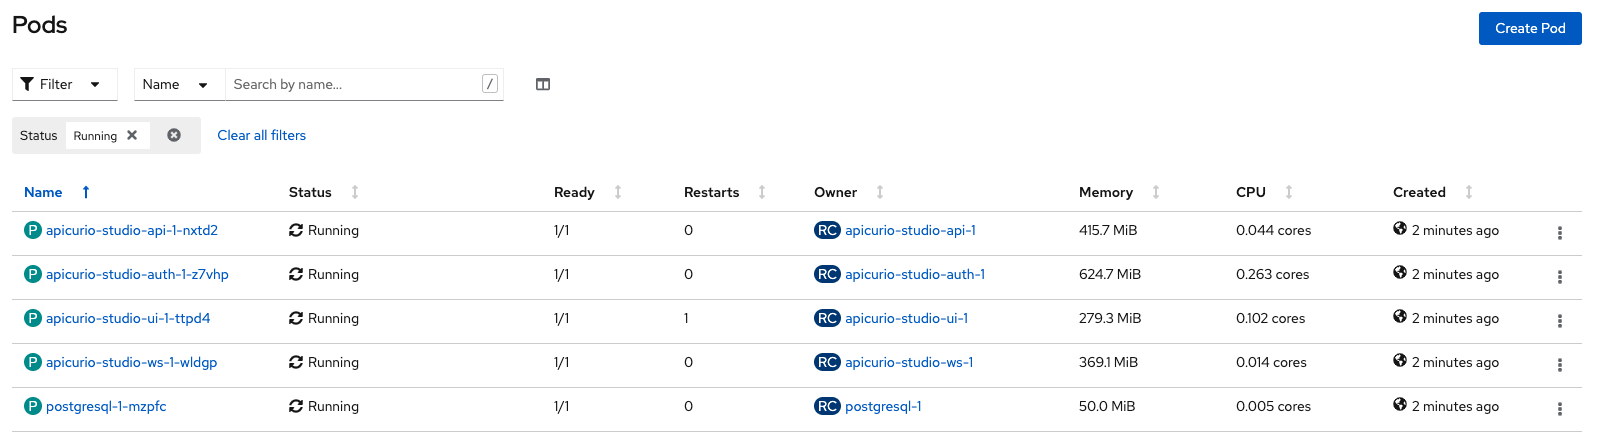 Pods
Create Pod
Filter Name Search by name... /
Status Running Clear all filters
Name Status Ready Restarts Owner Memory CPU Created
P apicurio-studio-api-1-nxtd2 Running 1/1 0 RC apicurio-studio-api-1 415.7 MiB 0.044 cores 2 minutes ago
P apicurio-studio-auth-1-z7vhp Running 1/1 0 RC apicurio-studio-auth-1 624.7 MiB 0.263 cores 2 minutes ago
P apicurio-studio-ui-1-ttpd4 Running 1/1 1 RC apicurio-studio-ui-1 279.3 MiB 0.102 cores 2 minutes ago
P apicurio-studio-ws-1-wldgp Running 1/1 0 RC apicurio-studio-ws-1 369.1 MiB 0.014 cores 2 minutes ago
P postgresql-1-mzpfc Running 1/1 0 RC postgresql-1 50.0 MiB 0.005 cores 2 minutes ago